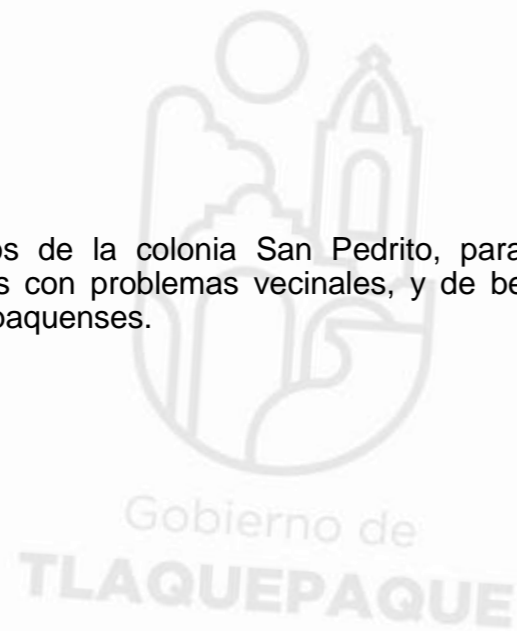 os de la colonia San Pedrito, para
s con problemas vecinales, y de be
paquenses.
Gobierno de
TLAQUEPAQUE